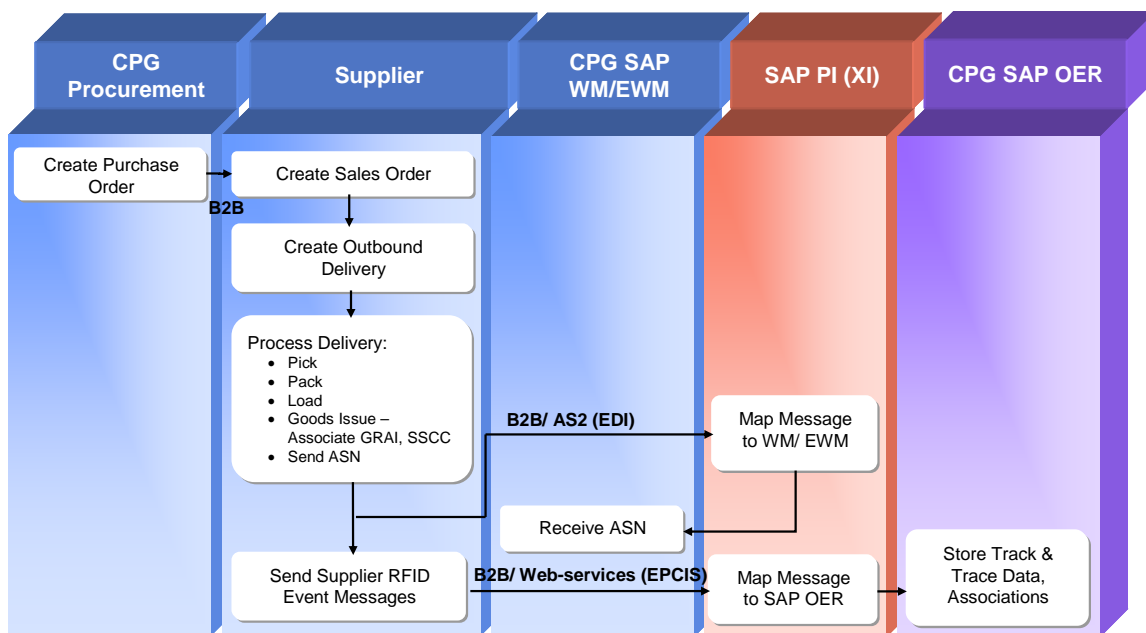 CPG
Procurement
Supplier
CPG SAP
WM/EWM
SAP PI (XI)
CPG SAP OER
Create Purchase
Order
B2B
Create Sales Order
Create Outbound
Delivery
Process Delivery:
• Pick
• Pack
• Load
• Goods Issue –
Associate GRAI, SSCC
• Send ASN
B2B/ AS2 (EDI)
Map Message
to WM/ EWM
Receive ASN
Send Supplier RFID
Event Messages
B2B/ Web-services (EPCIS)
Map Message
to SAP OER
Store Track &
Trace Data,
Associations